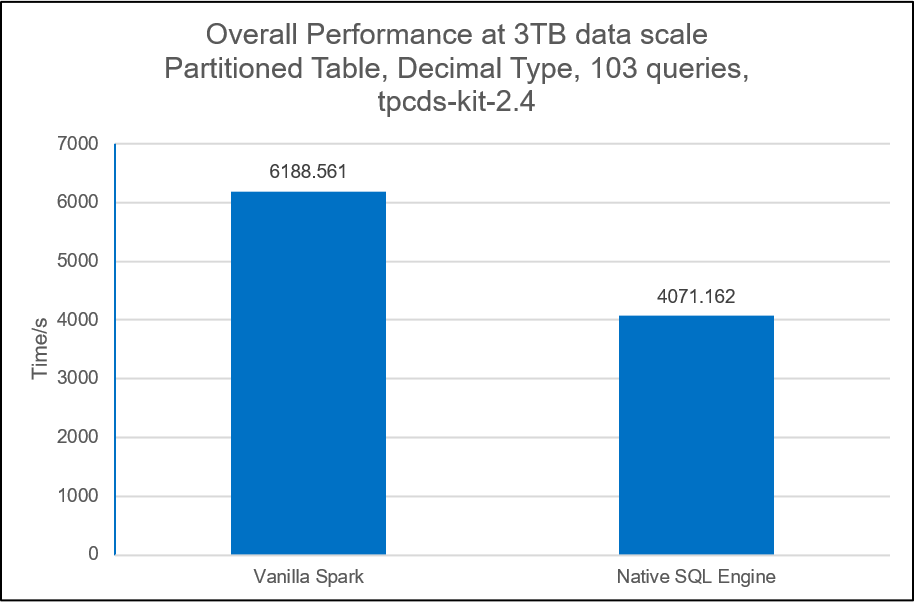 Overall Performance at 3TB data scale
Partitioned Table, Decimal Type, 103 queries,
tpcds-kit-2.4
7000
6188.561
6000
5000
4071.162
4000
Time/s
3000
2000
1000
0
Vanilla Spark
Native SQL Engine